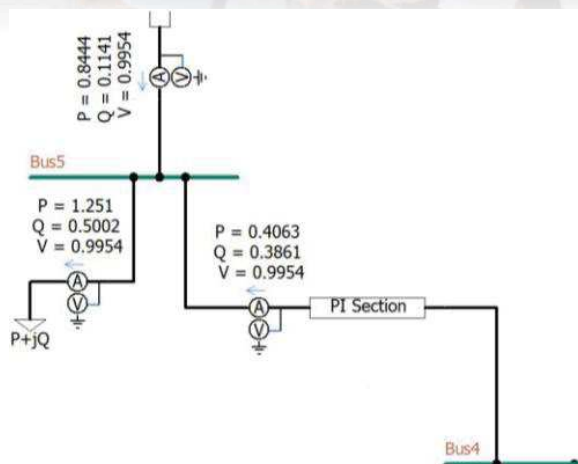 P = 0.8444
Q = 0.1141
V = 0.9954
A
V
Bus5
P = 1.251
Q = 0.5002
V = 0.9954
A
V
P+jQ
P = 0.4063
Q = 0.3861
V = 0.9954
A
V
PI Section
Bus4